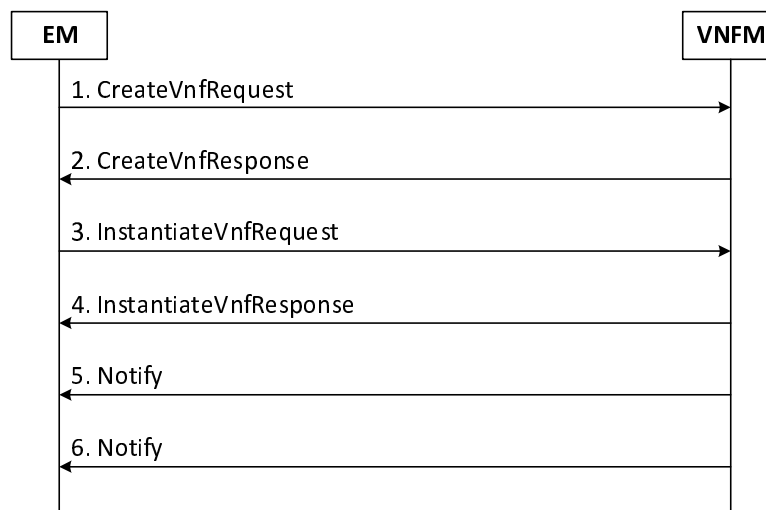 EM
VNFM
1. CreateVnfRequest
2. CreateVnfResponse
3. InstantiateVnfRequest
4. InstantiateVnfResponse
5. Notify
6. Notify